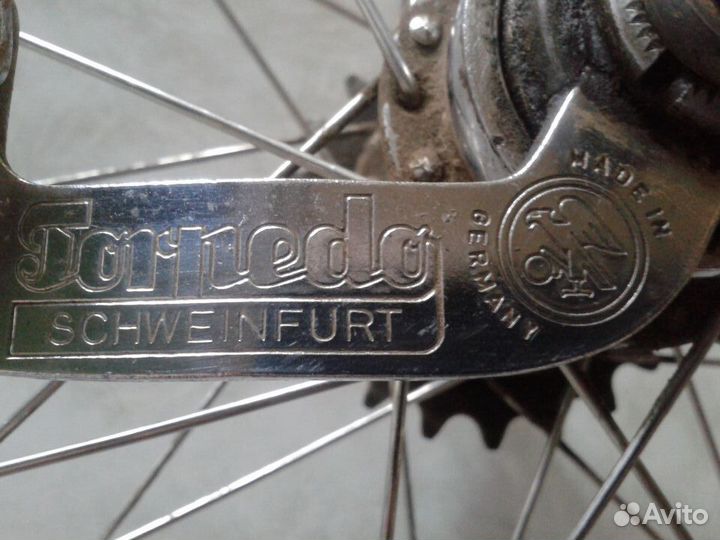 Torpedo
SCHWEINFURT
MADE IN
GERMANY
Avito